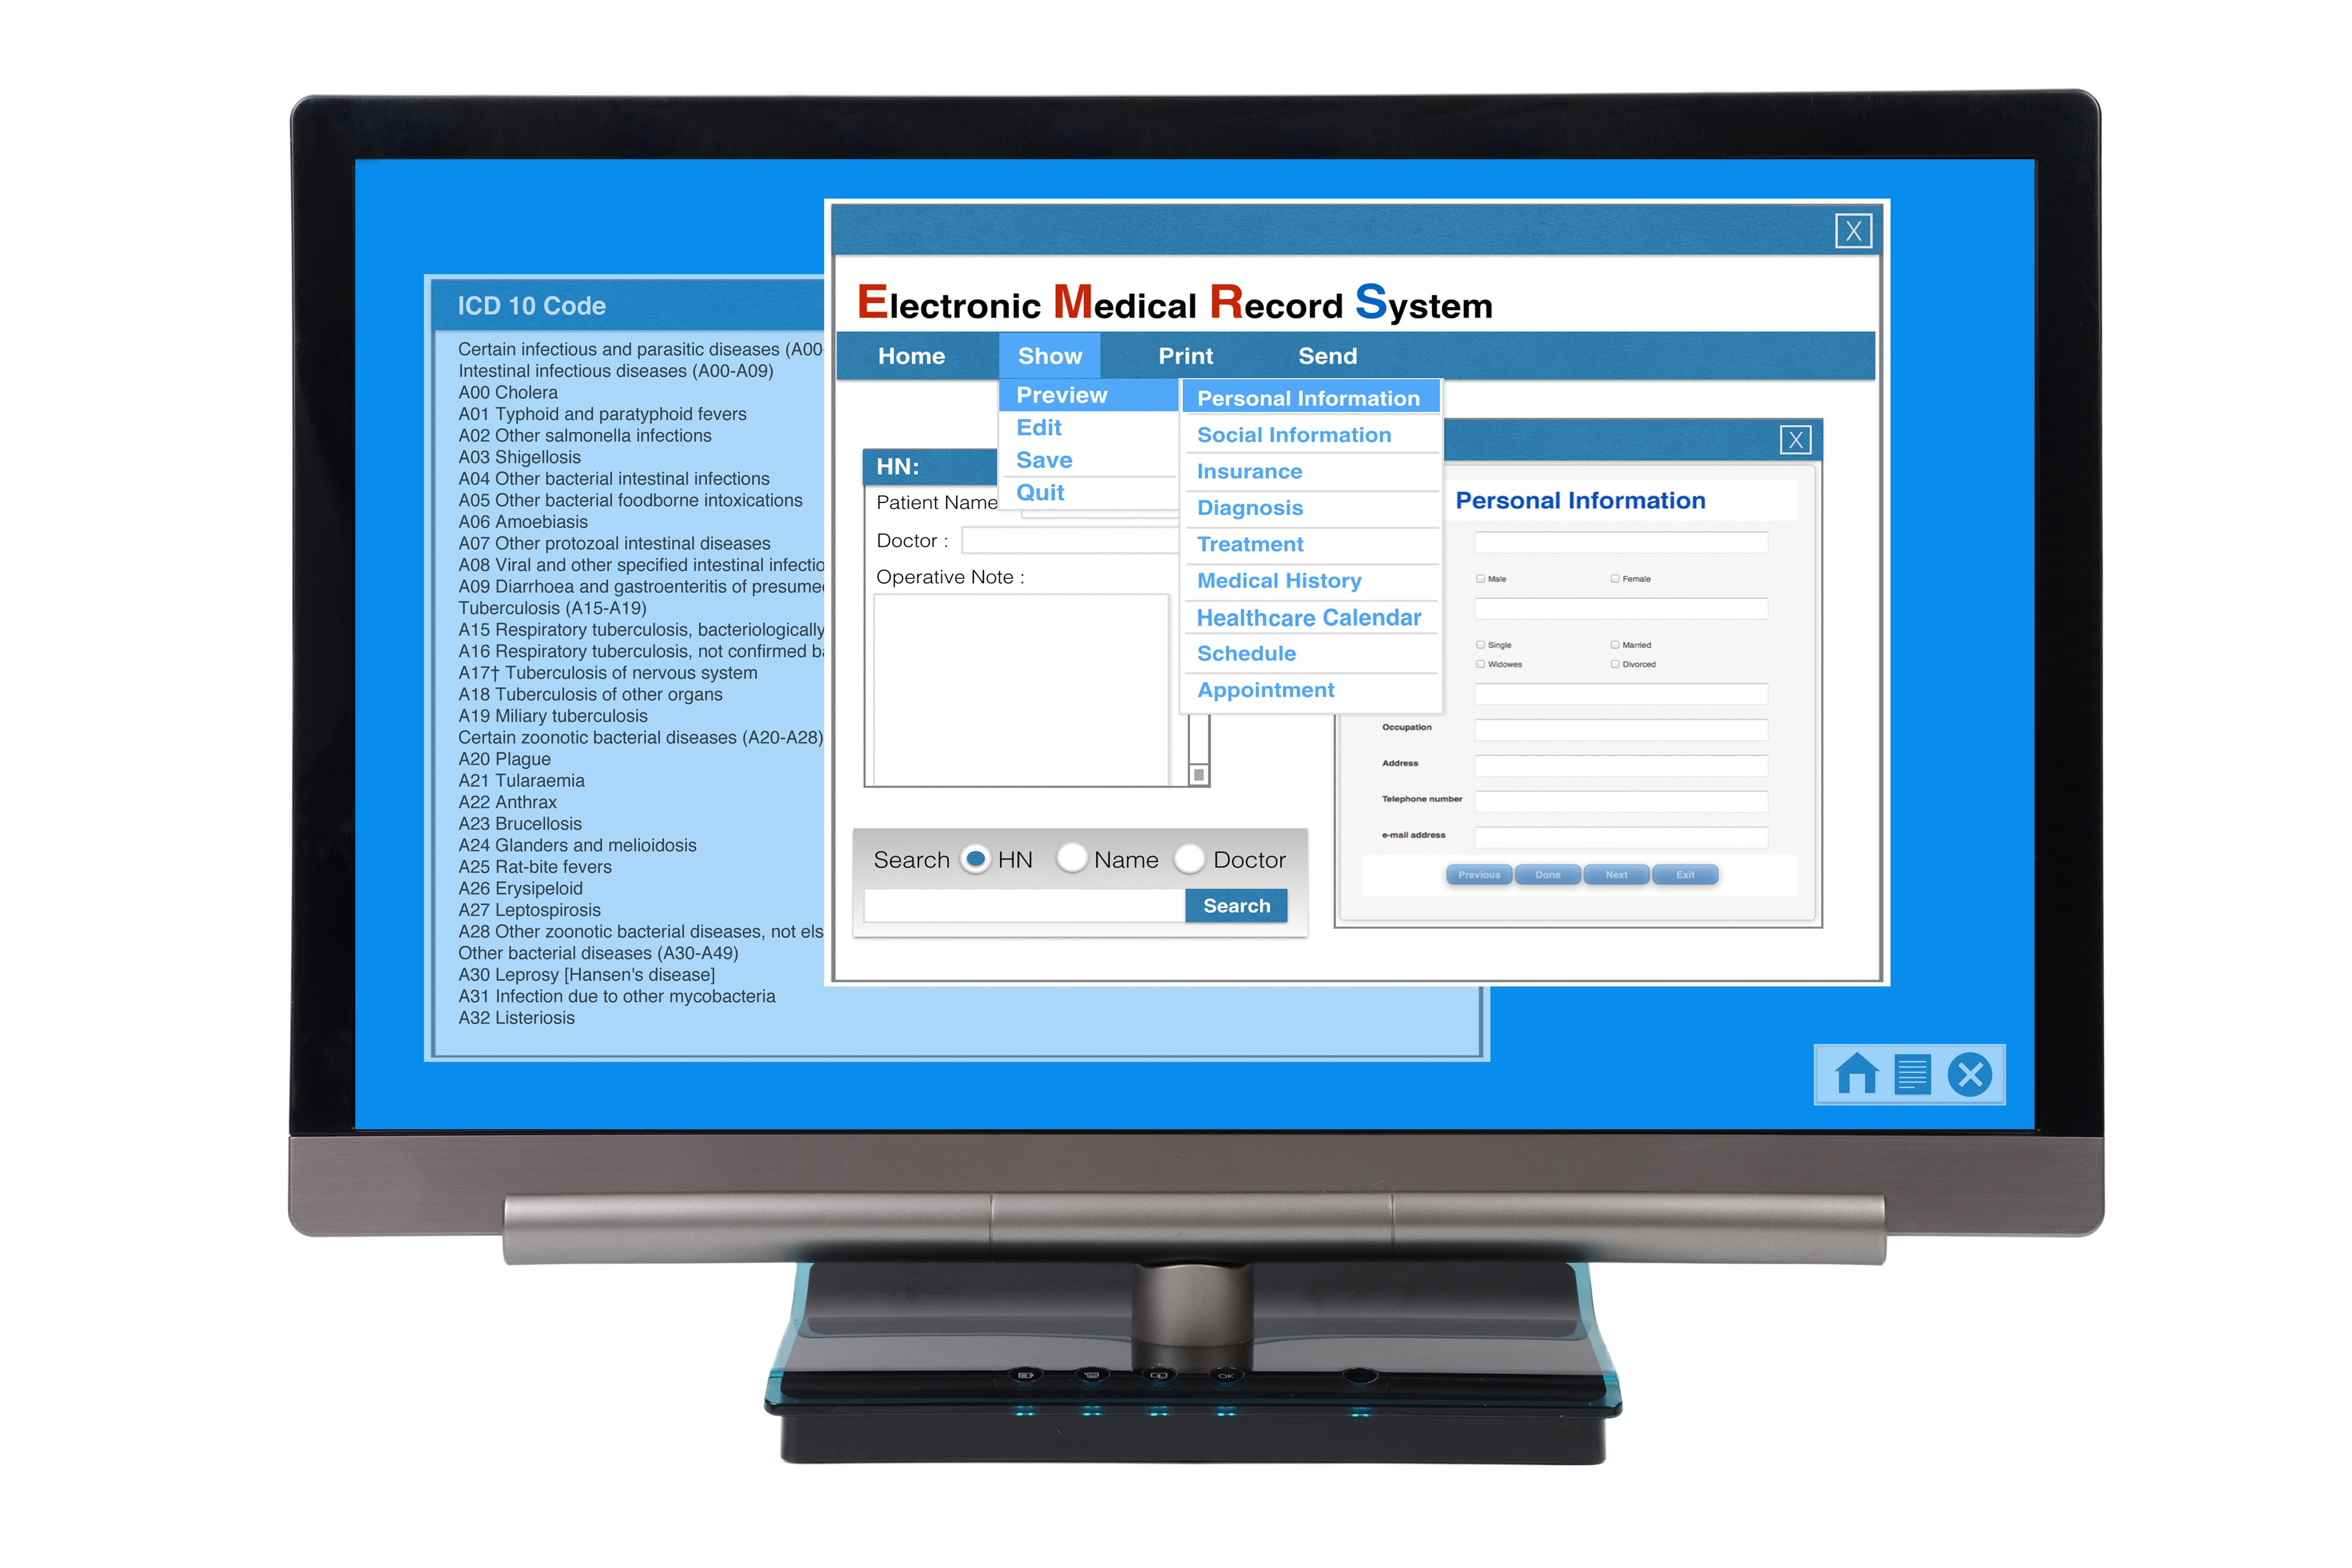 ICD 10 Code
Certain infectious and parasitic diseases (A00-
Intestinal infectious diseases (A00-A09)
A00 Cholera
A01 Typhoid and paratyphoid fevers
A02 Other salmonella infections
A03 Shigellosis
A04 Other bacterial intestinal infections
A05 Other bacterial foodborne intoxications
A06 Amoebiasis
A07 Other protozoal intestinal diseases
A08 Viral and other specified intestinal
A09 Diarrhoea and gastroenteritis of
Tuberculosis (A15-A19)
A15 Respiratory tuberculosis, bacteriologically
A16 Respiratory tuberculosis, not confirmed
A17† Tuberculosis of nervous system
A18 Tuberculosis of other organs
A19 Miliary tuberculosis
Certain zoonotic bacterial diseases (A20-A28)
A20 Plague
A21 Tularaemia
A22 Anthrax
A23 Brucellosis
A24 Glanders and melioidosis
A25 Rat-bite fevers
A26 Erysipeloid
A27 Leptospirosis
A28 Other zoonotic bacterial diseases, not
Other bacterial diseases (A30-A49)
A30 Leprosy [Hansen's disease]
A31 Infection due to other mycobacteria
A32 Listeriosis
X
Electronic Medical Record System
Home Show Print Send
Preview
Edit
Save
Quit
Personal Information
Social Information
Insurance
Diagnosis
Treatment
Medical History
Healthcare Calendar
Schedule
Appointment
HN:
Patient Name
Doctor :
Operative Note :
Search HN Name Doctor
Search
X
Personal Information
Male Female
Single Married
Widowes Divorced
Occupation
Address
Telephone number
e-mail address
Previous Done Next Exit
OK